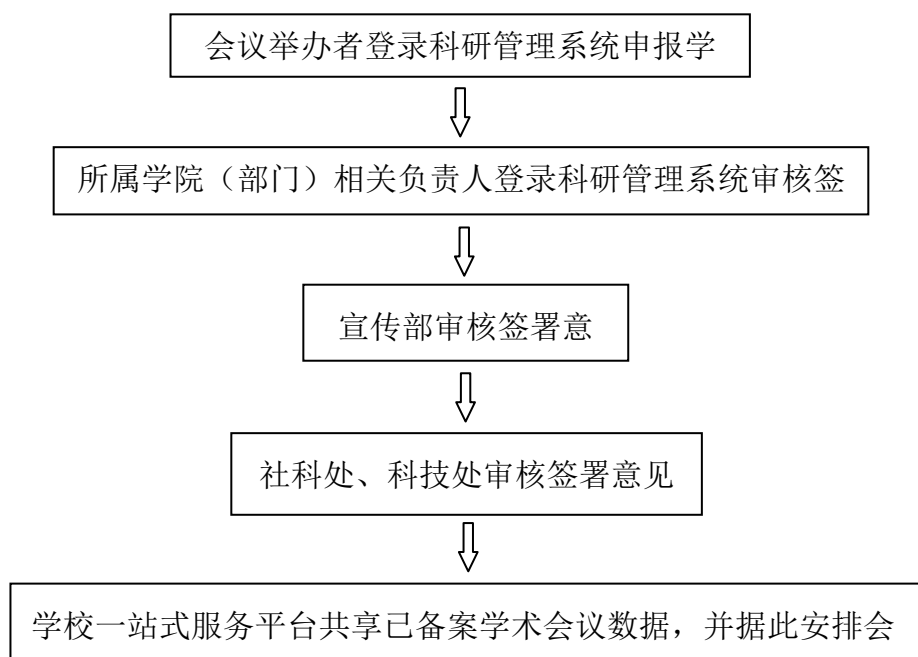 会议举办者登录科研管理系统申报学
所属学院（部门）相关负责人登录科研管理系统审核签
宣传部审核签署意
社科处、科技处审核签署意见
学校一站式服务平台共享已备案学术会议数据，并据此安排会